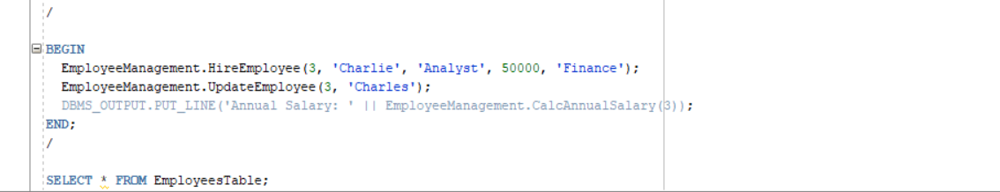 /
BEGIN
EmployeeManagement.HireEmployee(3, 'Charlie', 'Analyst', 50000, 'Finance');
EmployeeManagement.UpdateEmployee(3, 'Charles');
DBMS_OUTPUT.PUT_LINE('Annual Salary: ' || EmployeeManagement.CalcAnnualSalary(3));
END;
/
SELECT * FROM EmployeesTable;